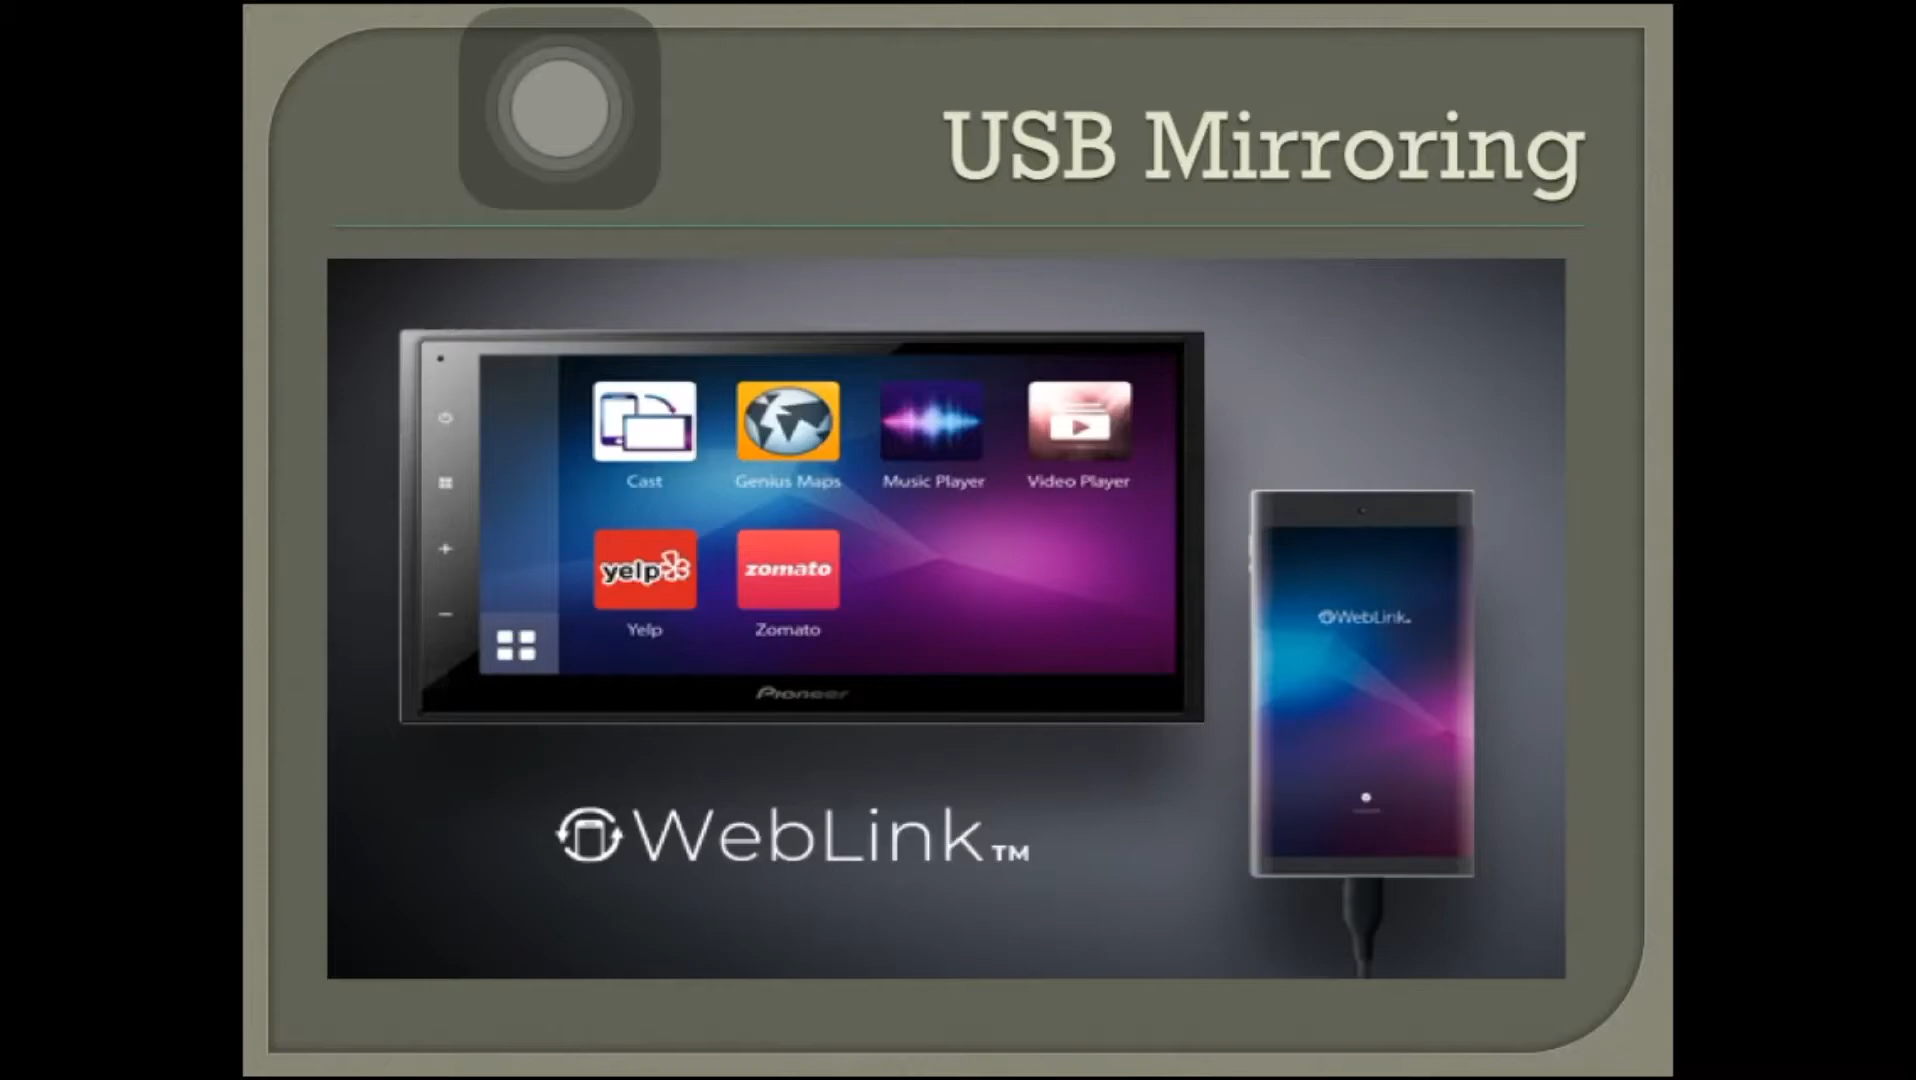 USB Mirroring
Cast
Genius Maps
Music Player
Video Player
yelp
zomato
Yelp
Zomato
Pioneer
WebLink
WebLink™